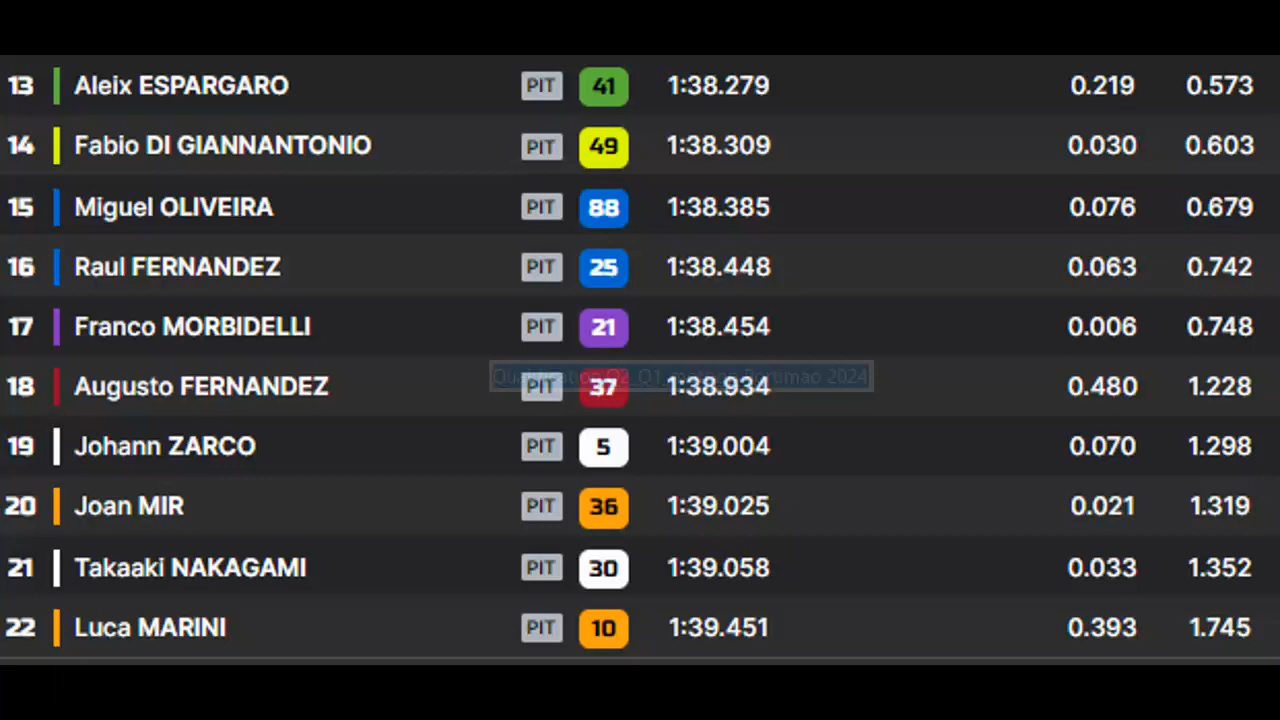 13 Aleix ESPARGARO PIT 41 1:38.279 0.219 0.573
14 Fabio DI GIANNANTONIO PIT 49 1:38.309 0.030 0.603
15 Miguel OLIVEIRA PIT 88 1:38.385 0.076 0.679
16 Raul FERNANDEZ PIT 25 1:38.448 0.063 0.742
17 Franco MORBIDELLI PIT 21 1:38.454 0.006 0.748
Q2_Q1 Portimao 2024
18 Augusto FERNANDEZ PIT 37 1:38.934 0.480 1.228
19 Johann ZARCO PIT 5 1:39.004 0.070 1.298
20 Joan MIR PIT 36 1:39.025 0.021 1.319
21 Takaaki NAKAGAMI PIT 30 1:39.058 0.033 1.352
22 Luca MARINI PIT 10 1:39.451 0.393 1.745